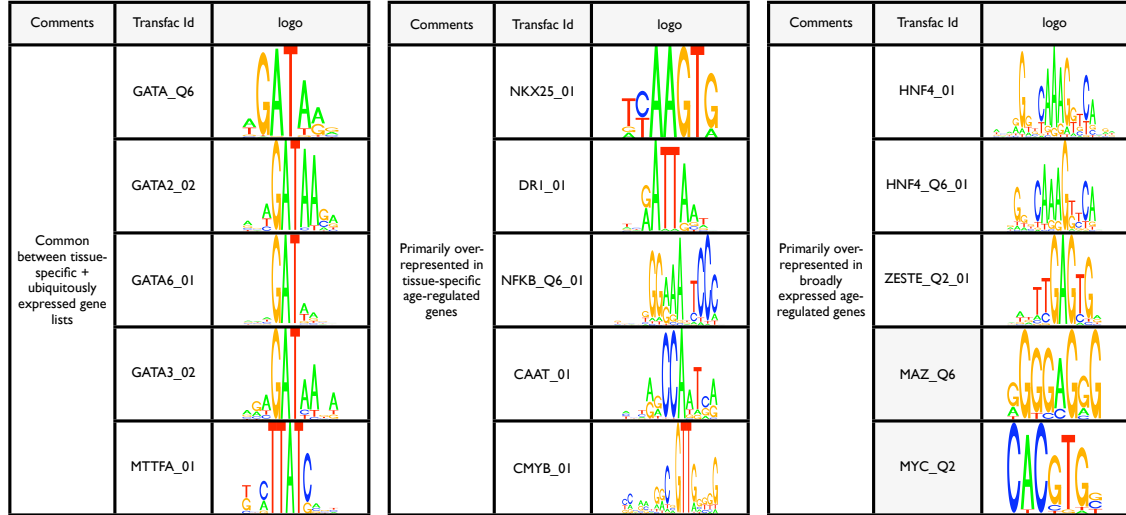 Comments Transfac Id logo
Common
between tissue-
specific +
ubiquitously
expressed gene
lists
GATA_Q6
GATA2_02
GATA6_01
GATA3_02
MTTFA_01
Comments Transfac Id logo
Primarily over-
represented in
tissue-specific
age-regulated
genes
NKX25_01
DR1_01
NFKB_Q6_01
CAAT_01
CMYB_01
Comments Transfac Id logo
Primarily over-
represented in
broadly
expressed age-
regulated genes
HNF4_01
HNF4_Q6_01
ZESTE_Q2_01
MAZ_Q6
MYC_Q2